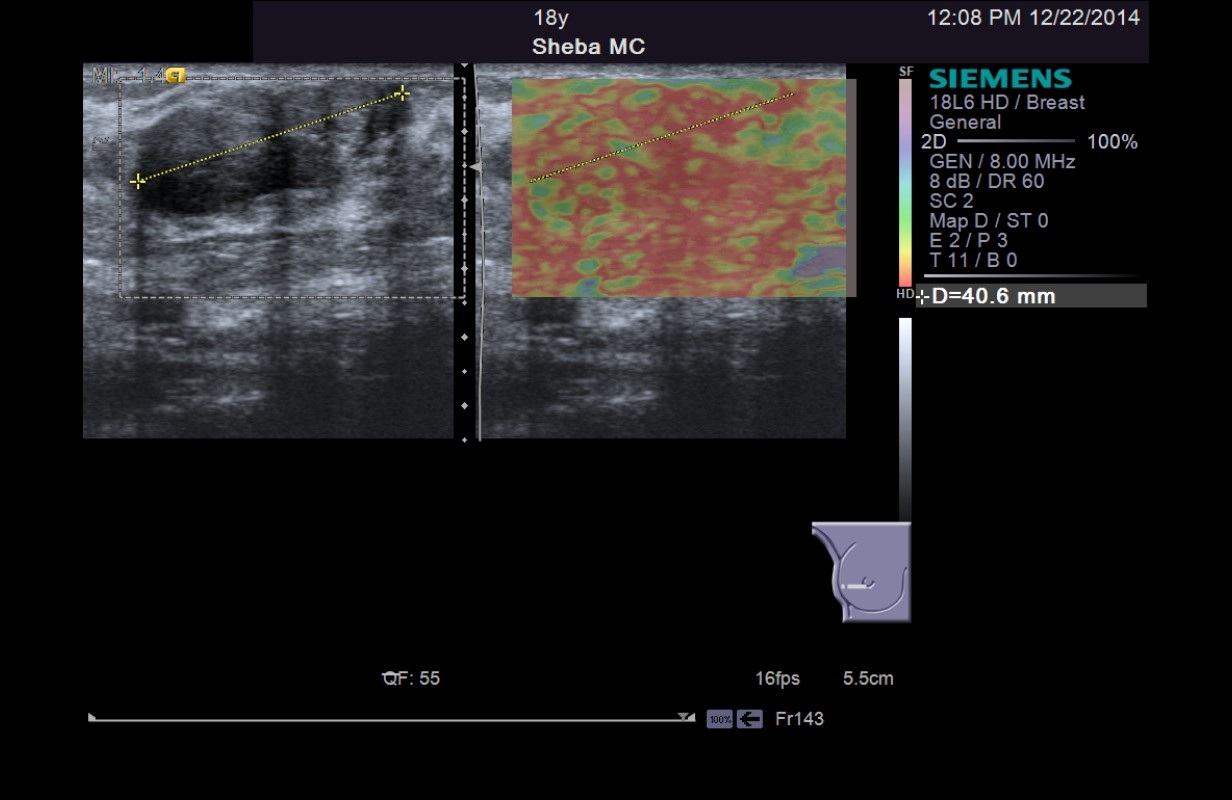 18y
12:08 PM 12/22/2014
Sheba MC
SF
SIEMENS
18L6 HD / Breast
General
2D 100%
GEN / 8.00 MHz
8 dB / DR 60
SC 2
Map D / ST 0
E 2 / P 3
T 11 / B 0
HD
D=40.6 mm
QF: 55
16fps
5.5cm
100%
Fr143